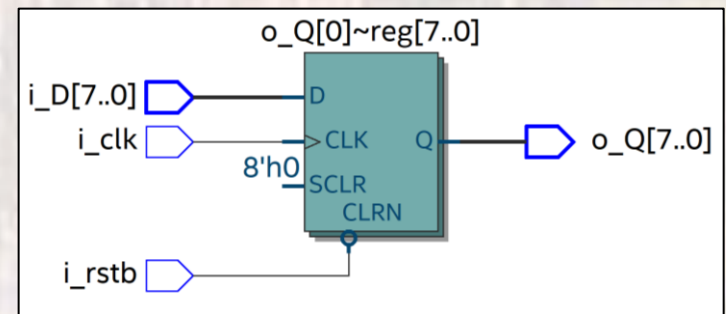 o_Q[0]~reg[7..0]
i_D[7..0]
D
i_clk
CLK
Q
o_Q[7..0]
8'h0
SCLR
CLRN
i_rstb